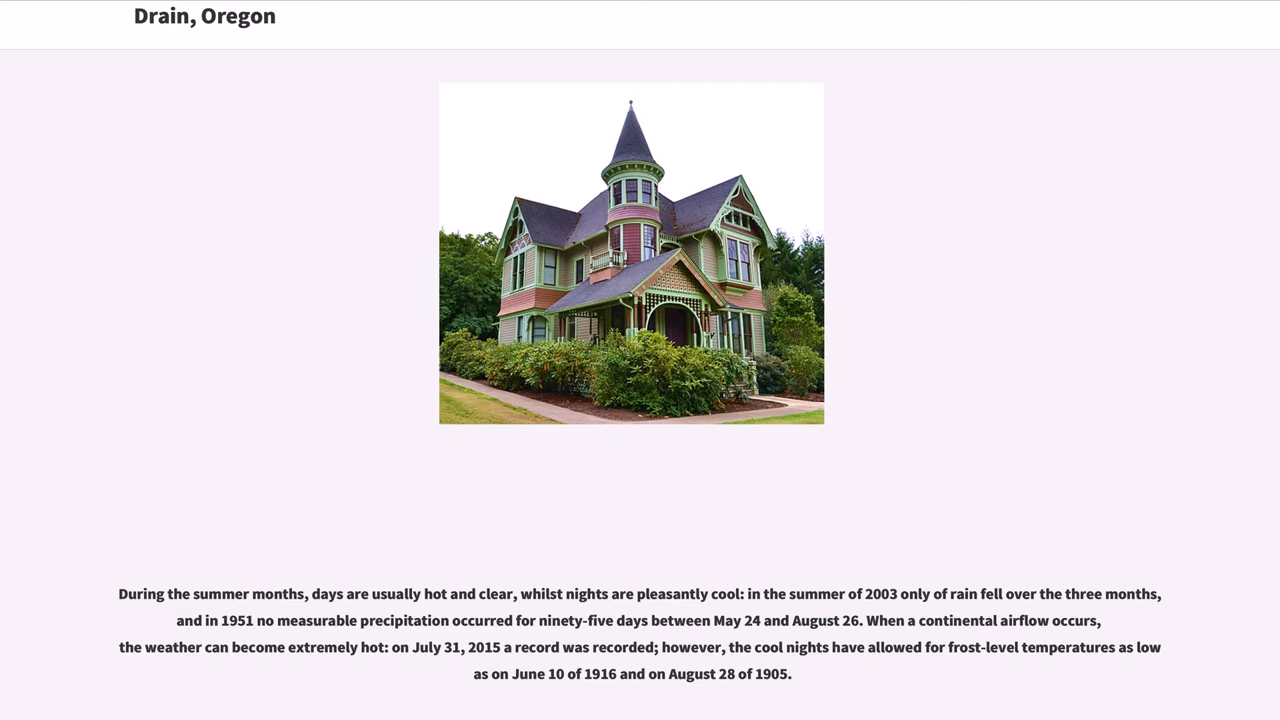 Drain, Oregon
During the summer months, days are usually hot and clear, whilst nights are pleasantly cool: in the summer of 2003 only of rain fell over the three months,
and in 1951 no measurable precipitation occurred for ninety-five days between May 24 and August 26. When a continental airflow occurs,
the weather can become extremely hot: on July 31, 2015 a record was recorded; however, the cool nights have allowed for frost-level temperatures as low
as on June 10 of 1916 and on August 28 of 1905.